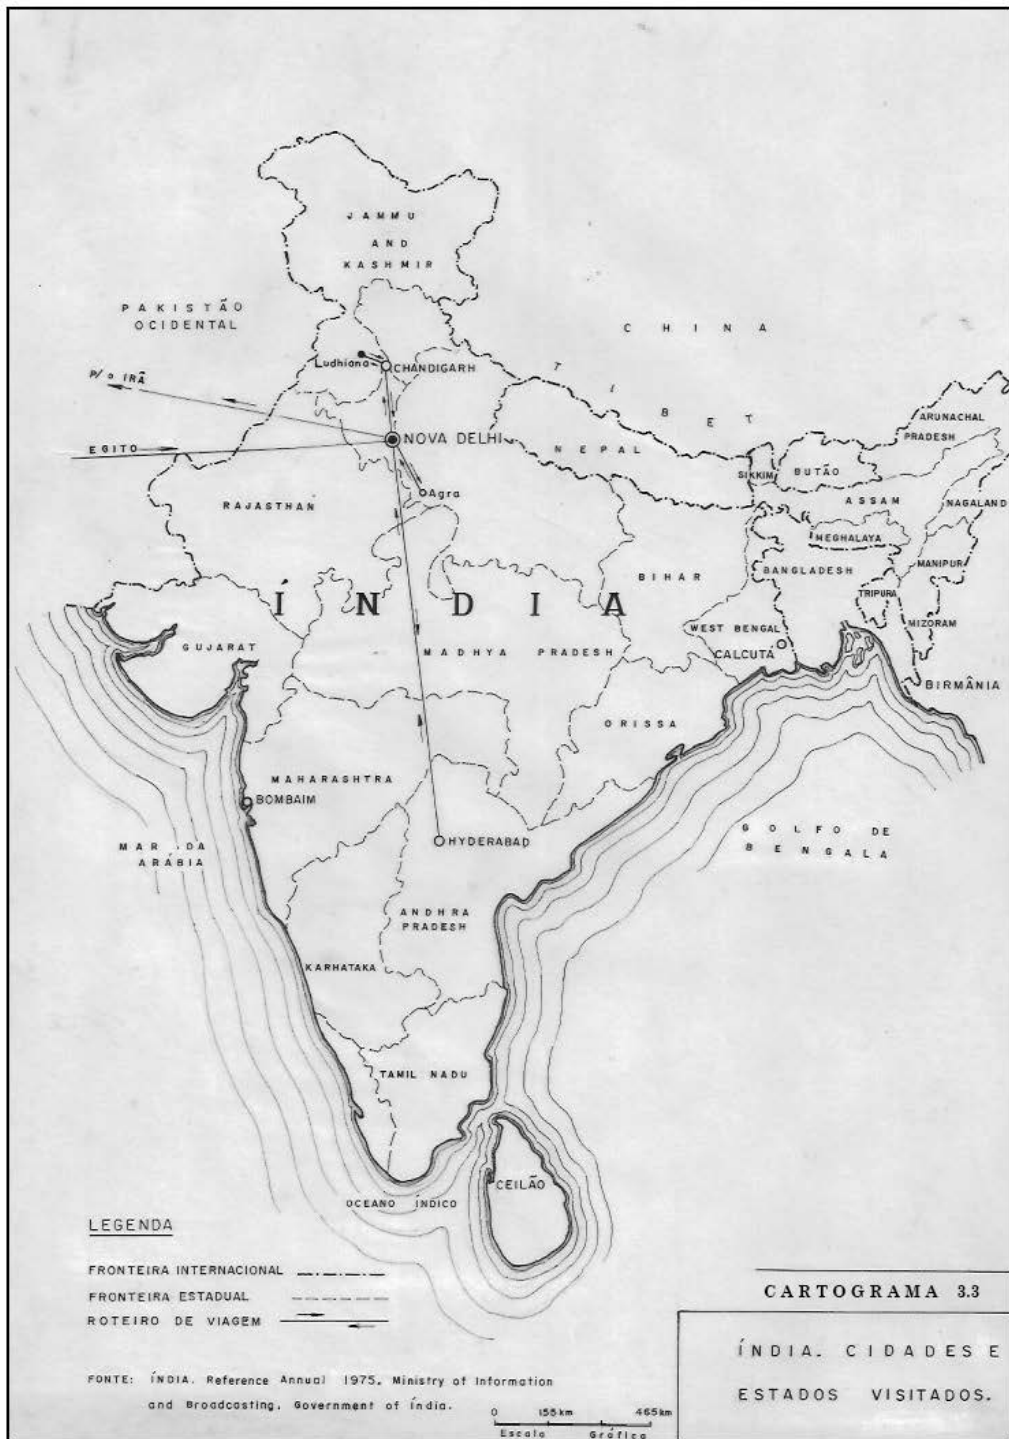 JAMMU
AND
KASHMIR
PAKISTÃO
OCIDENTAL
CHINA
Ludhiana
CHANDIGARH
P/ o IRÃ
TIBET
ARUNACHAL
PRADESH
NOVA DELHI
EGITO
NEPAL
SIKKIM
BUTÃO
Agra
RAJASTHAN
ASSAM
NAGALAND
MEGHALAYA
BANGLADESH
MANIPUR
BIHAR
TRIPURA
ÍNDIA
MIZORAM
WEST BENGAL
GUJARAT
MADHYA PRADESH
CALCUTÁ
BIRMÂNIA
ORISSA
MAHARASHTRA
BOMBAIM
GOLFO DE
BENGALA
HYDERABAD
MAR DA
ARÁBIA
ANDHRA
PRADESH
KARHATAKA
TAMIL NADU
CEILÃO
OCEANO ÍNDICO
LEGENDA
FRONTEIRA INTERNACIONAL
FRONTEIRA ESTADUAL
ROTEIRO DE VIAGEM
CARTOGRAMA 3.3
ÍNDIA. CIDADES E
ESTADOS VISITADOS.
FONTE: ÍNDIA. Reference Annual 1975. Ministry of Information
and Broadcasting. Government of Índia.
0 155km 465km
Escala Gráfica